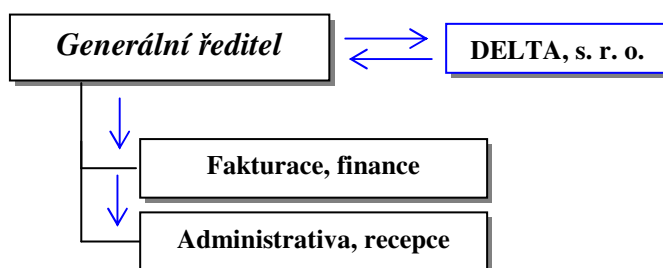 Generální ředitel
DELTA, s. r. o.
Fakturace, finance
Administrativa, recepce